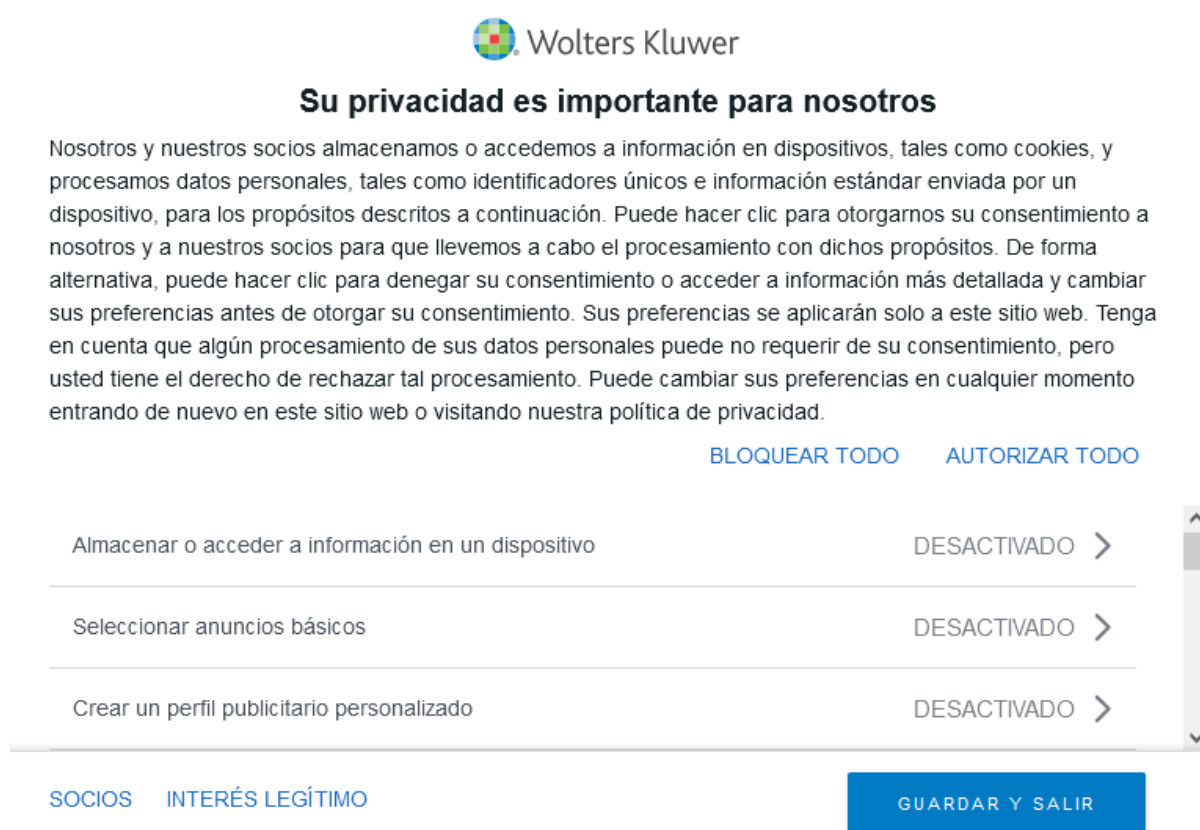 Wolters Kluwer
Su privacidad es importante para nosotros
Nosotros y nuestros socios almacenamos o accedemos a información en dispositivos, tales como cookies, y
procesamos datos personales, tales como identificadores únicos e información estándar enviada por un
dispositivo, para los propósitos descritos a continuación. Puede hacer clic para otorgarnos su consentimiento a
nosotros y a nuestros socios para que llevemos a cabo el procesamiento con dichos propósitos. De forma
alternativa, puede hacer clic para denegar su consentimiento o acceder a información más detallada y cambiar
sus preferencias antes de otorgar su consentimiento. Sus preferencias se aplicarán solo a este sitio web. Tenga
en cuenta que algún procesamiento de sus datos personales puede no requerir de su consentimiento, pero
usted tiene el derecho de rechazar tal procesamiento. Puede cambiar sus preferencias en cualquier momento
entrando de nuevo en este sitio web o visitando nuestra política de privacidad.
BLOQUEAR TODO AUTORIZAR TODO
Almacenar o acceder a información en un dispositivo DESACTIVADO
Seleccionar anuncios básicos DESACTIVADO
Crear un perfil publicitario personalizado DESACTIVADO
SOCIOS INTERÉS LEGÍTIMO GUARDAR Y SALIR